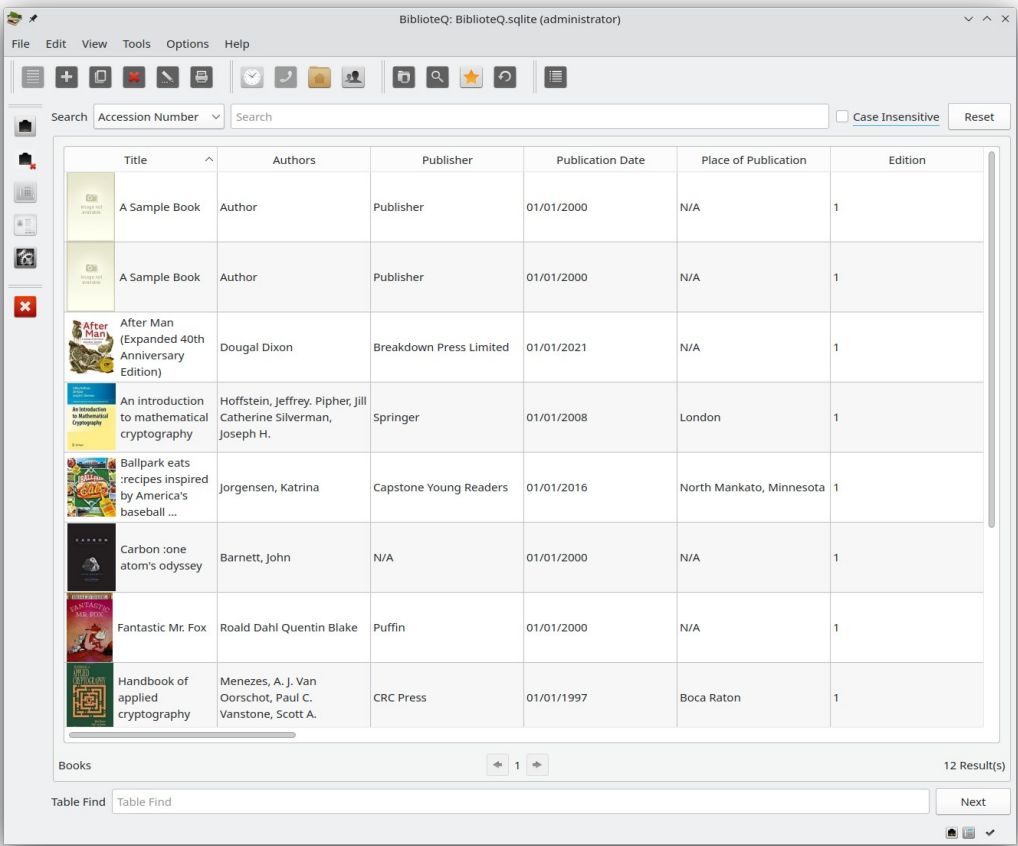 BiblioteQ: BiblioteQ.sqlite (administrator)
File Edit View Tools Options Help
Search Accession Number Search Case Insensitive Reset
Title Authors Publisher Publication Date Place of Publication Edition
Image not
available
A Sample Book Author Publisher 01/01/2000 N/A 1
Image not
available
A Sample Book Author Publisher 01/01/2000 N/A 1
After
Man
After Man
(Expanded 40th
Anniversary
Edition)
Dougal Dixon Breakdown Press Limited 01/01/2021 N/A 1
An Introduction
to Mathematical
Cryptography
An introduction
to mathematical
cryptography
Hoffstein, Jeffrey. Pipher, Jill
Catherine Silverman,
Joseph H.
Springer 01/01/2008 London 1
Ballpark eats
:recipes inspired
by America's
baseball ...
Jorgensen, Katrina Capstone Young Readers 01/01/2016 North Mankato, Minnesota 1
CARBON
Carbon :one
atom's odyssey
Barnett, John N/A 01/01/2000 N/A 1
FANTASTIC
MR. FOX
Fantastic Mr. Fox Roald Dahl Quentin Blake Puffin 01/01/2000 N/A 1
APPLIED
CRYPTOGRAPHY
Handbook of
applied
cryptography
Menezes, A. J. Van
Oorschot, Paul C.
Vanstone, Scott A.
CRC Press 01/01/1997 Boca Raton 1
Books 1 12 Result(s)
Table Find Table Find Next